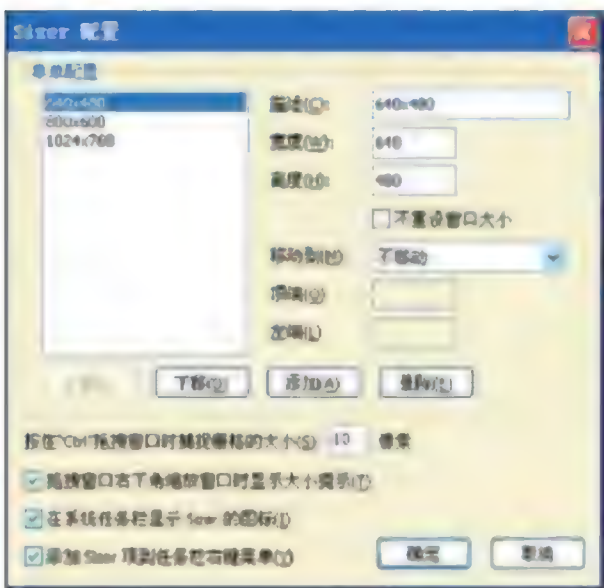 Sizer 配置
菜单配置
640x480
800x600
1024x768
描述(C):
640x480
宽度(W):
640
高度(H):
480
不重设窗口大小
移动到(M)
不移动
顶端(O)
左端(L)
下移(D)
添加(A)
删除(R)
按住"Ctrl"拖拽窗口时捕捉栅格的大小(S)
10
像素
拖拽窗口右下角缩放窗口时显示大小提示(T)
在系统任务栏显示 Sizer 的图标(I)
添加 Sizer 项到任务栏右键菜单(Y)
确定
取消